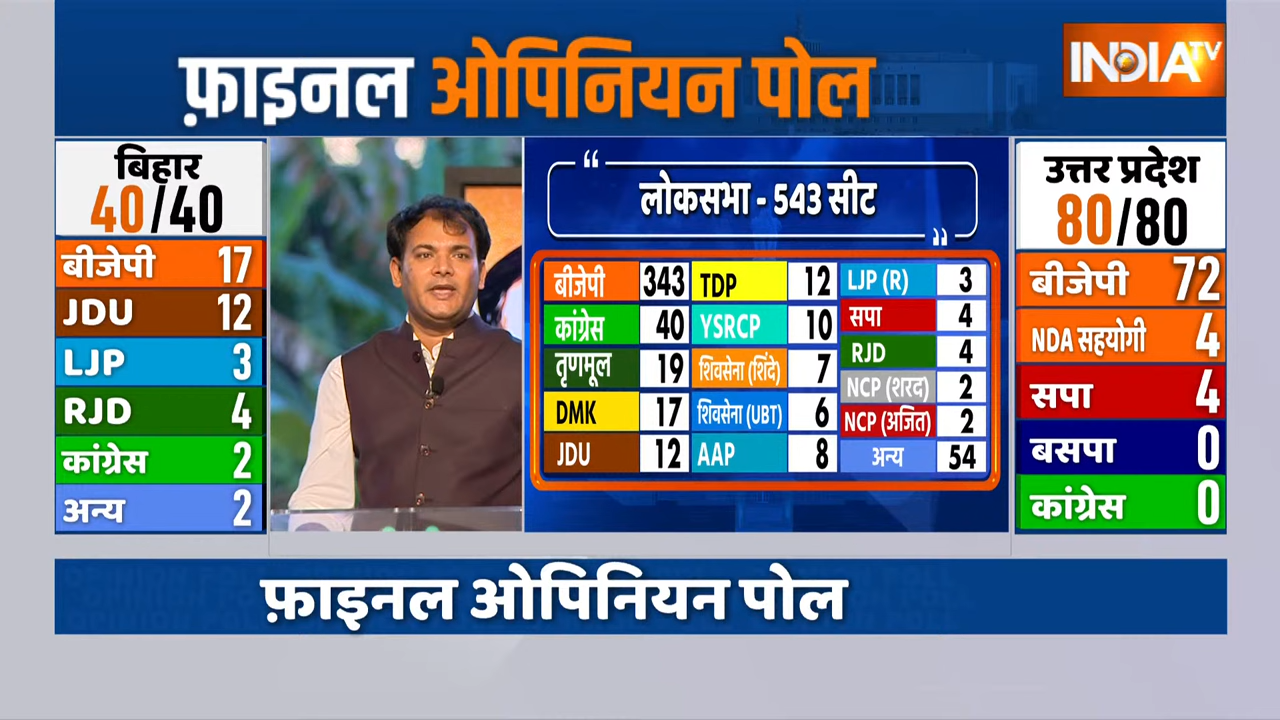 फ़ाइनल ओपिनियन पोल
INDIA TV
बिहार
40/40
बीजेपी 17
JDU 12
LJP 3
RJD 4
कांग्रेस 2
अन्य 2
“
लोकसभा - 543 सीट
”
बीजेपी 343 TDP 12 LJP (R) 3
कांग्रेस 40 YSRCP 10 सपा 4
तृणमूल 19 शिवसेना (शिंदे) 7 RJD 4
DMK 17 शिवसेना (UBT) 6 NCP (शरद) 2
JDU 12 AAP 8 NCP (अजित) 2
अन्य 54
उत्तर प्रदेश
80/80
बीजेपी 72
NDA सहयोगी 4
सपा 4
बसपा 0
कांग्रेस 0
फ़ाइनल ओपिनियन पोल